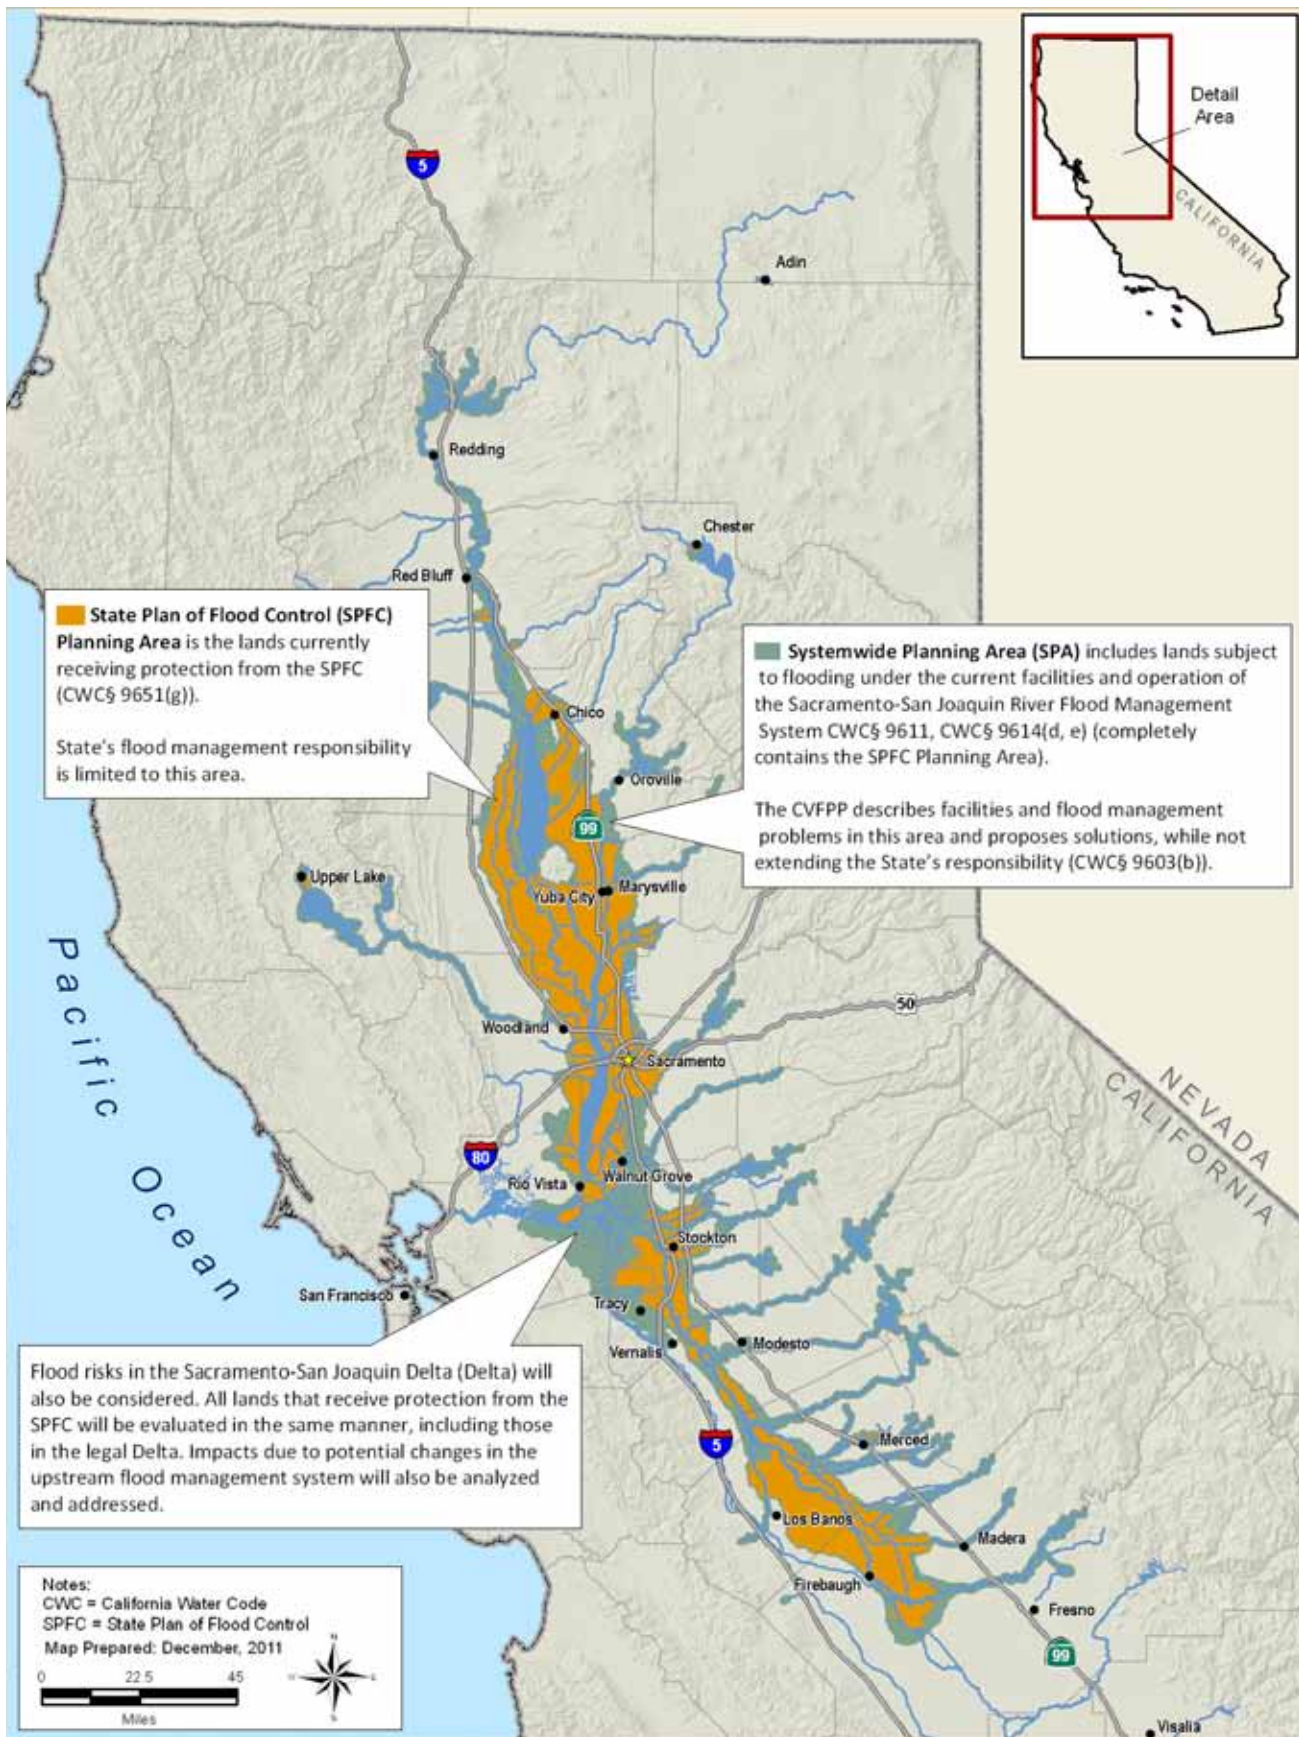 5
Detail
Area
CALIFORNIA
Adin
Redding
Chester
Red Bluff
State Plan of Flood Control (SPFC)
Planning Area is the lands currently
receiving protection from the SPFC
(CWC§ 9651(g)).
State's flood management responsibility
is limited to this area.
Systemwide Planning Area (SPA) includes lands subject
to flooding under the current facilities and operation of
the Sacramento-San Joaquin River Flood Management
System CWC§ 9611, CWC§ 9614(d, e) (completely
contains the SPFC Planning Area).
The CVFPP describes facilities and flood management
problems in this area and proposes solutions, while not
extending the State's responsibility (CWC§ 9603(b)).
Chico
Oroville
99
Upper Lake
Yuba City
Marysville
Pacific Ocean
50
Woodland
Sacramento
NEVADA
CALIFORNIA
80
Walnut Grove
Rio Vista
Stockton
San Francisco
Tracy
Vernalis
Modesto
Flood risks in the Sacramento-San Joaquin Delta (Delta) will
also be considered. All lands that receive protection from the
SPFC will be evaluated in the same manner, including those
in the legal Delta. Impacts due to potential changes in the
upstream flood management system will also be analyzed
and addressed.
5
Merced
Los Banos
Madera
Firebaugh
Fresno
99
Visalia
Notes:
CWC = California Water Code
SPFC = State Plan of Flood Control
Map Prepared: December, 2011
0 22.5 45
Miles
N
W E
S